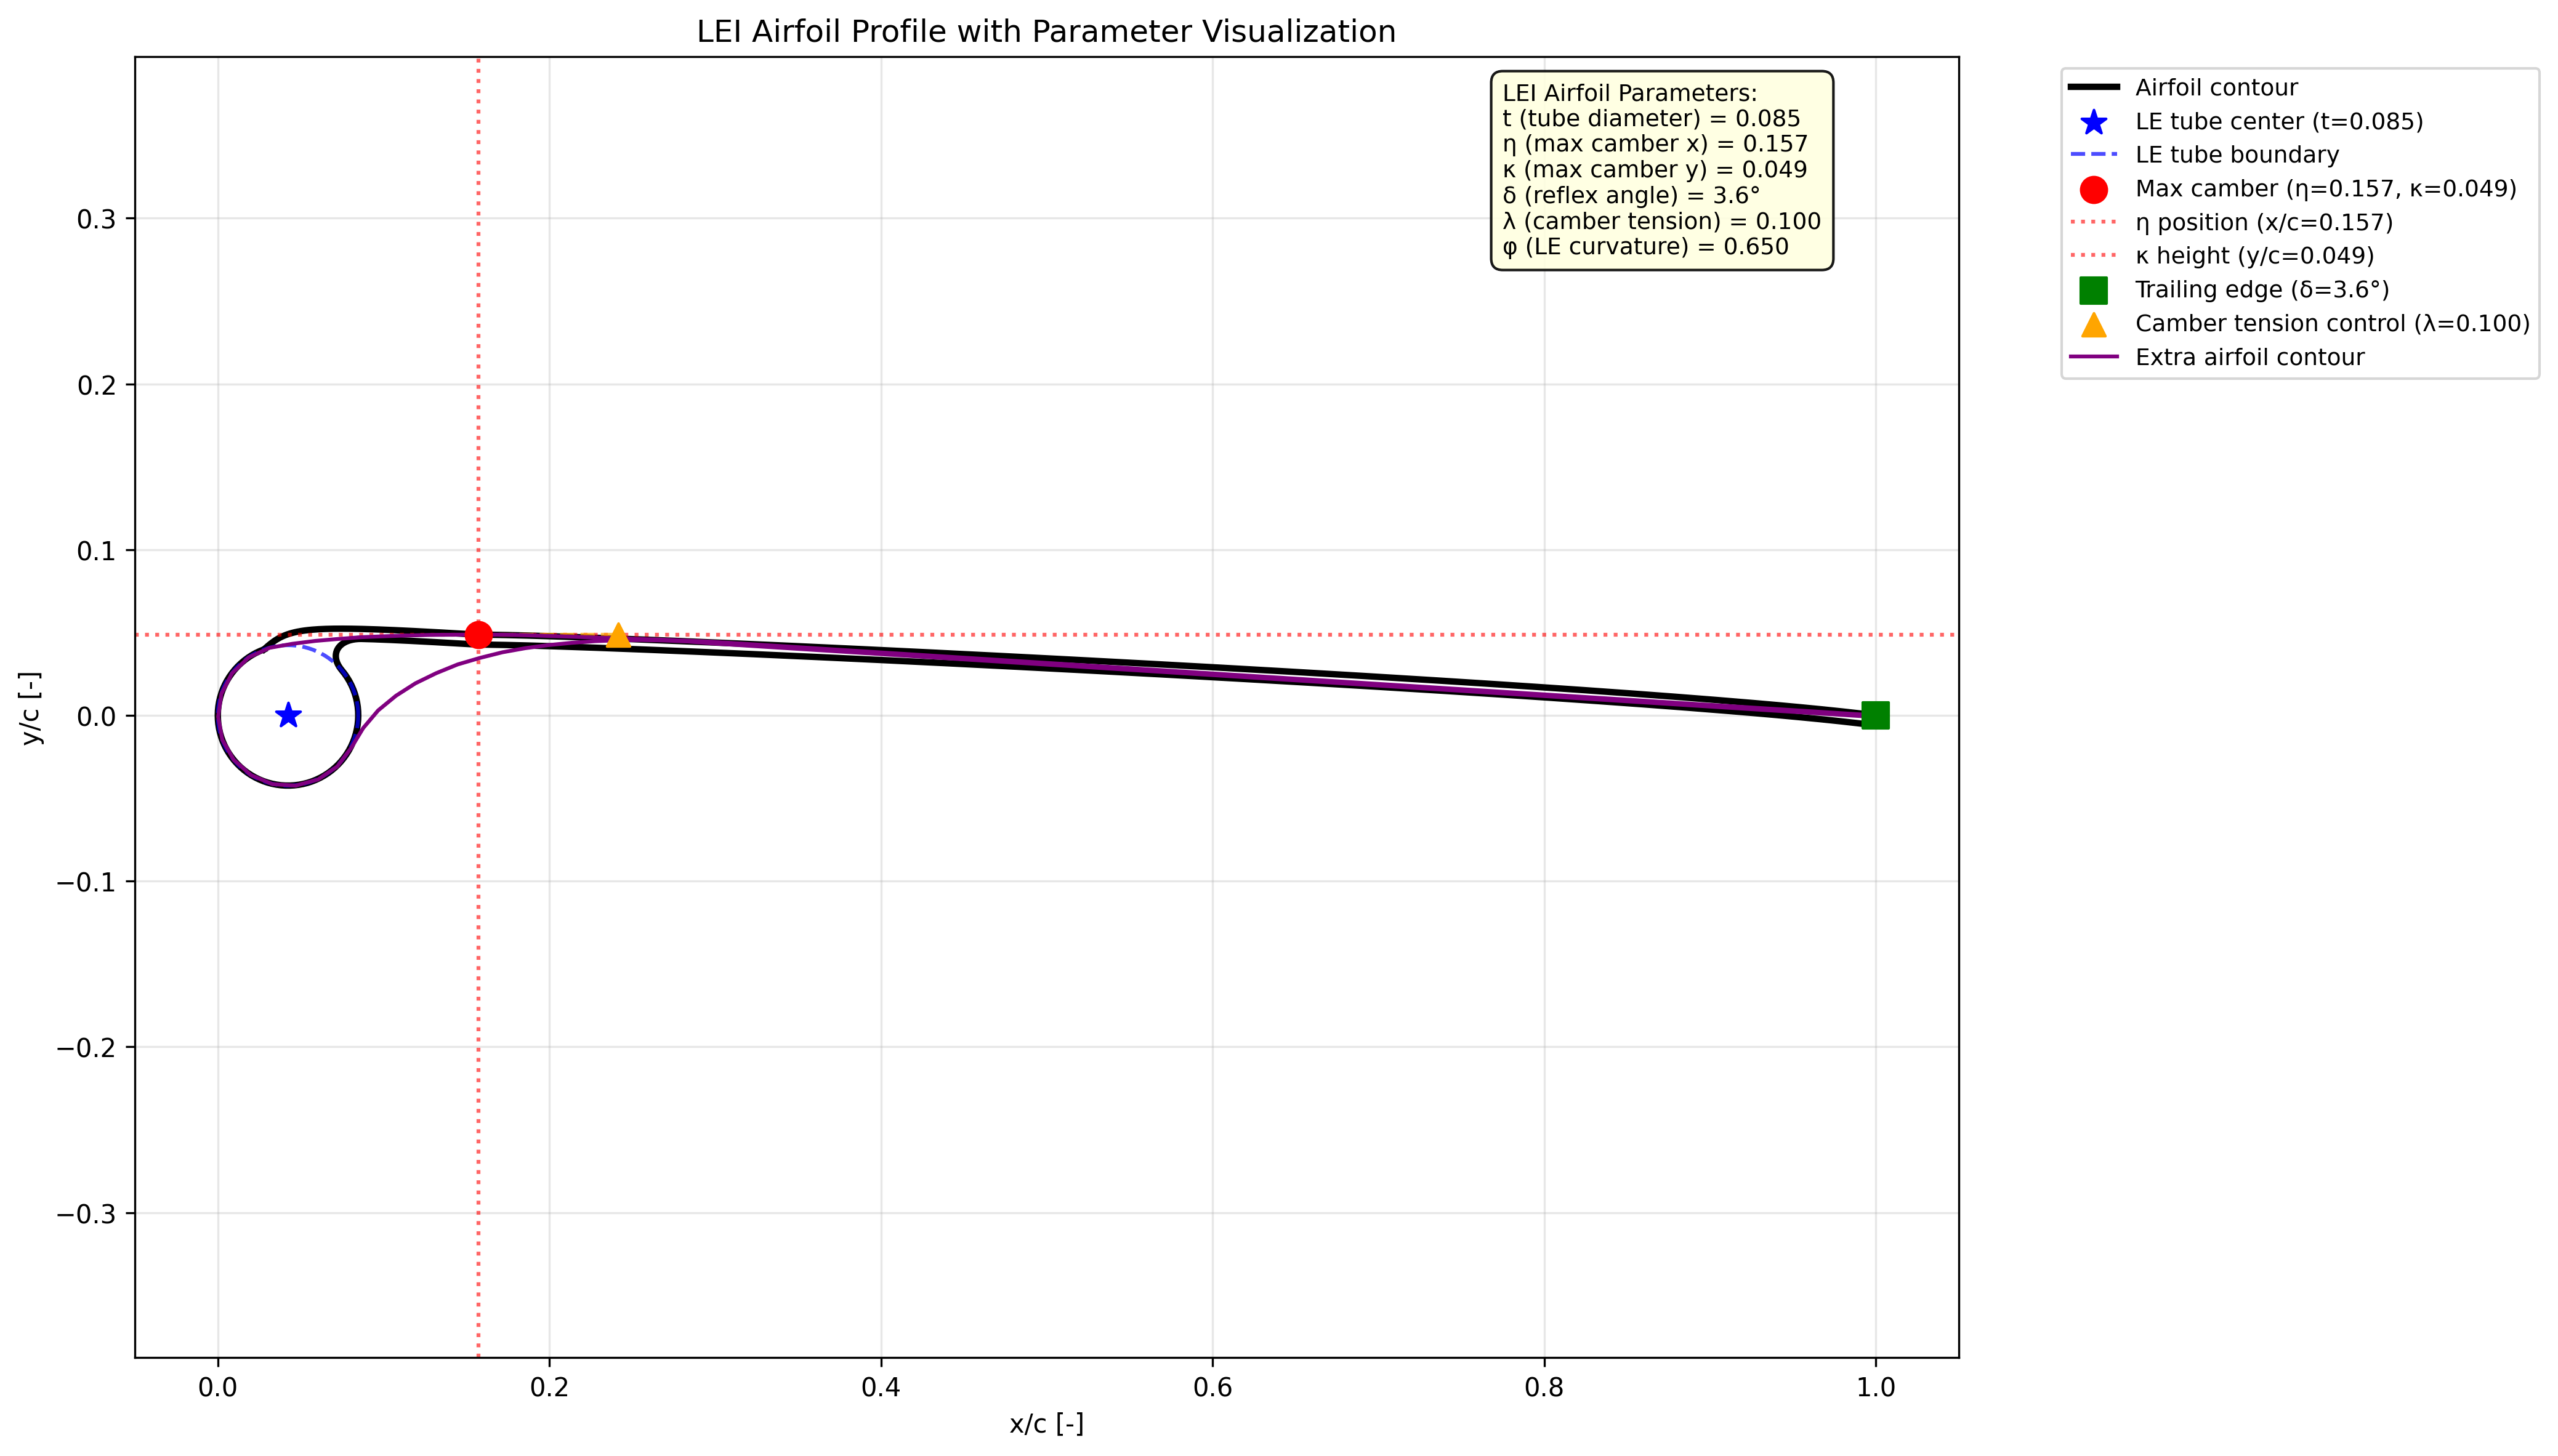 LEI Airfoil Profile with Parameter Visualization
LEI Airfoil Parameters:
t (tube diameter) = 0.085
η (max camber x) = 0.157
κ (max camber y) = 0.049
δ (reflex angle) = 3.6°
λ (camber tension) = 0.100
φ (LE curvature) = 0.650
Airfoil contour
LE tube center (t=0.085)
LE tube boundary
Max camber (η=0.157, κ=0.049)
η position (x/c=0.157)
κ height (y/c=0.049)
Trailing edge (δ=3.6°)
Camber tension control (λ=0.100)
Extra airfoil contour
y/c [-]
0.3
0.2
0.1
0.0
−0.1
−0.2
−0.3
0.0
0.2
0.4
0.6
0.8
1.0
x/c [-]